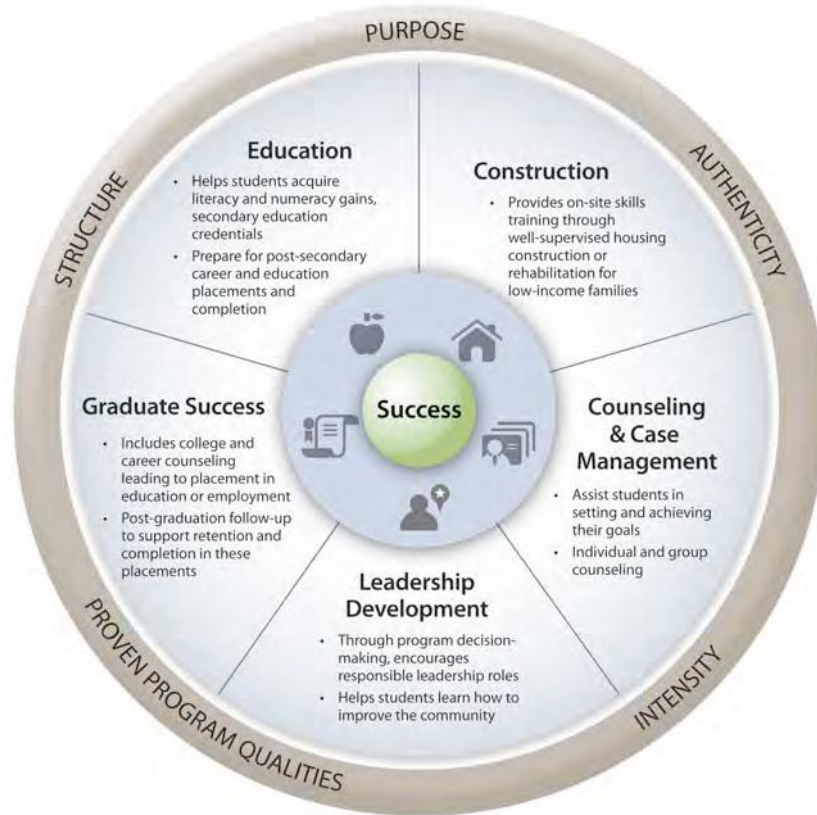 PURPOSE
AUTHENTICITY
INTENSITY
PROVEN PROGRAM QUALITIES
STRUCTURE
Education
• Helps students acquire
literacy and numeracy gains,
secondary education
credentials
• Prepare for post-secondary
career and education
placements and
completion
Construction
• Provides on-site skills
training through
well-supervised housing
construction or
rehabilitation for
low-income families
Counseling
& Case
Management
• Assist students in
setting and achieving
their goals
• Individual and group
counseling
Leadership
Development
• Through program decision-
making, encourages
responsible leadership roles
• Helps students learn how to
improve the community
Graduate Success
• Includes college and
career counseling
leading to placement in
education or employment
• Post-graduation follow-up
to support retention and
completion in these
placements
Success